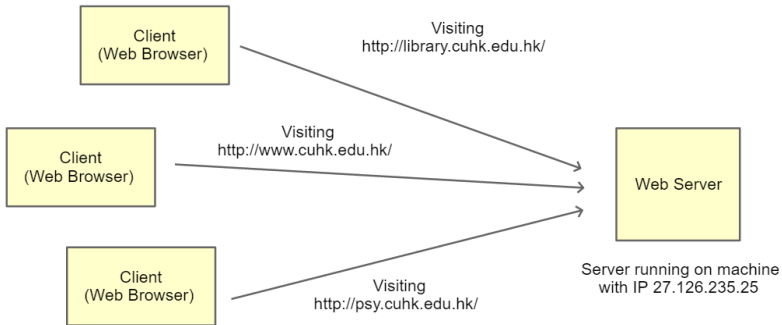 Client
(Web Browser)
Visiting
http://library.cuhk.edu.hk/
Client
(Web Browser)
Visiting
http://www.cuhk.edu.hk/
Web Server
Client
(Web Browser)
Visiting
http://psy.cuhk.edu.hk/
Server running on machine
with IP 27.126.235.25